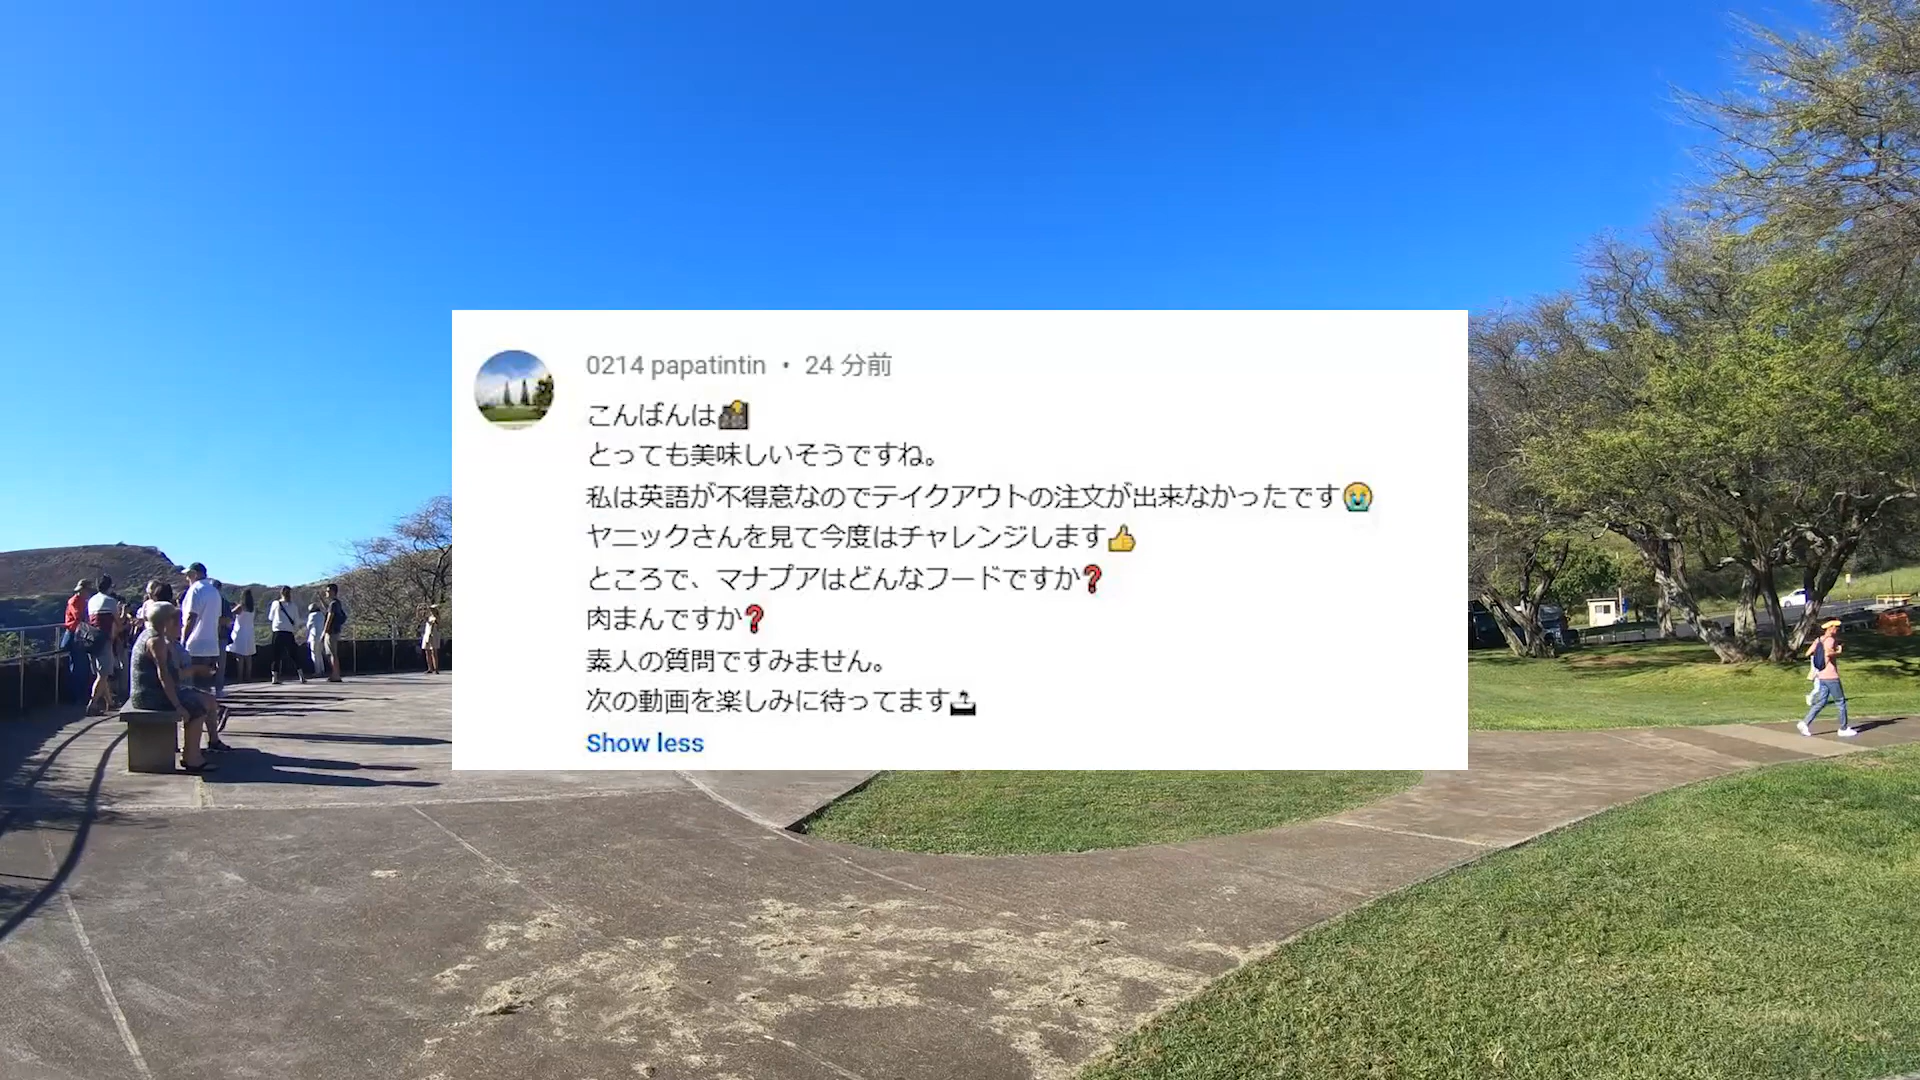 0214 papatintin • 24 分前
こんばんは🌃
とっても美味しいそうですね。
私は英語が不得意なのでテイクアウトの注文が出来なかったです😭
ヤニックさんを見て今度はチャレンジします👍
ところで、マナプアはどんなフードですか❓
肉まんですか❓
素人の質問ですみません。
次の動画を楽しみに待ってます
Show less